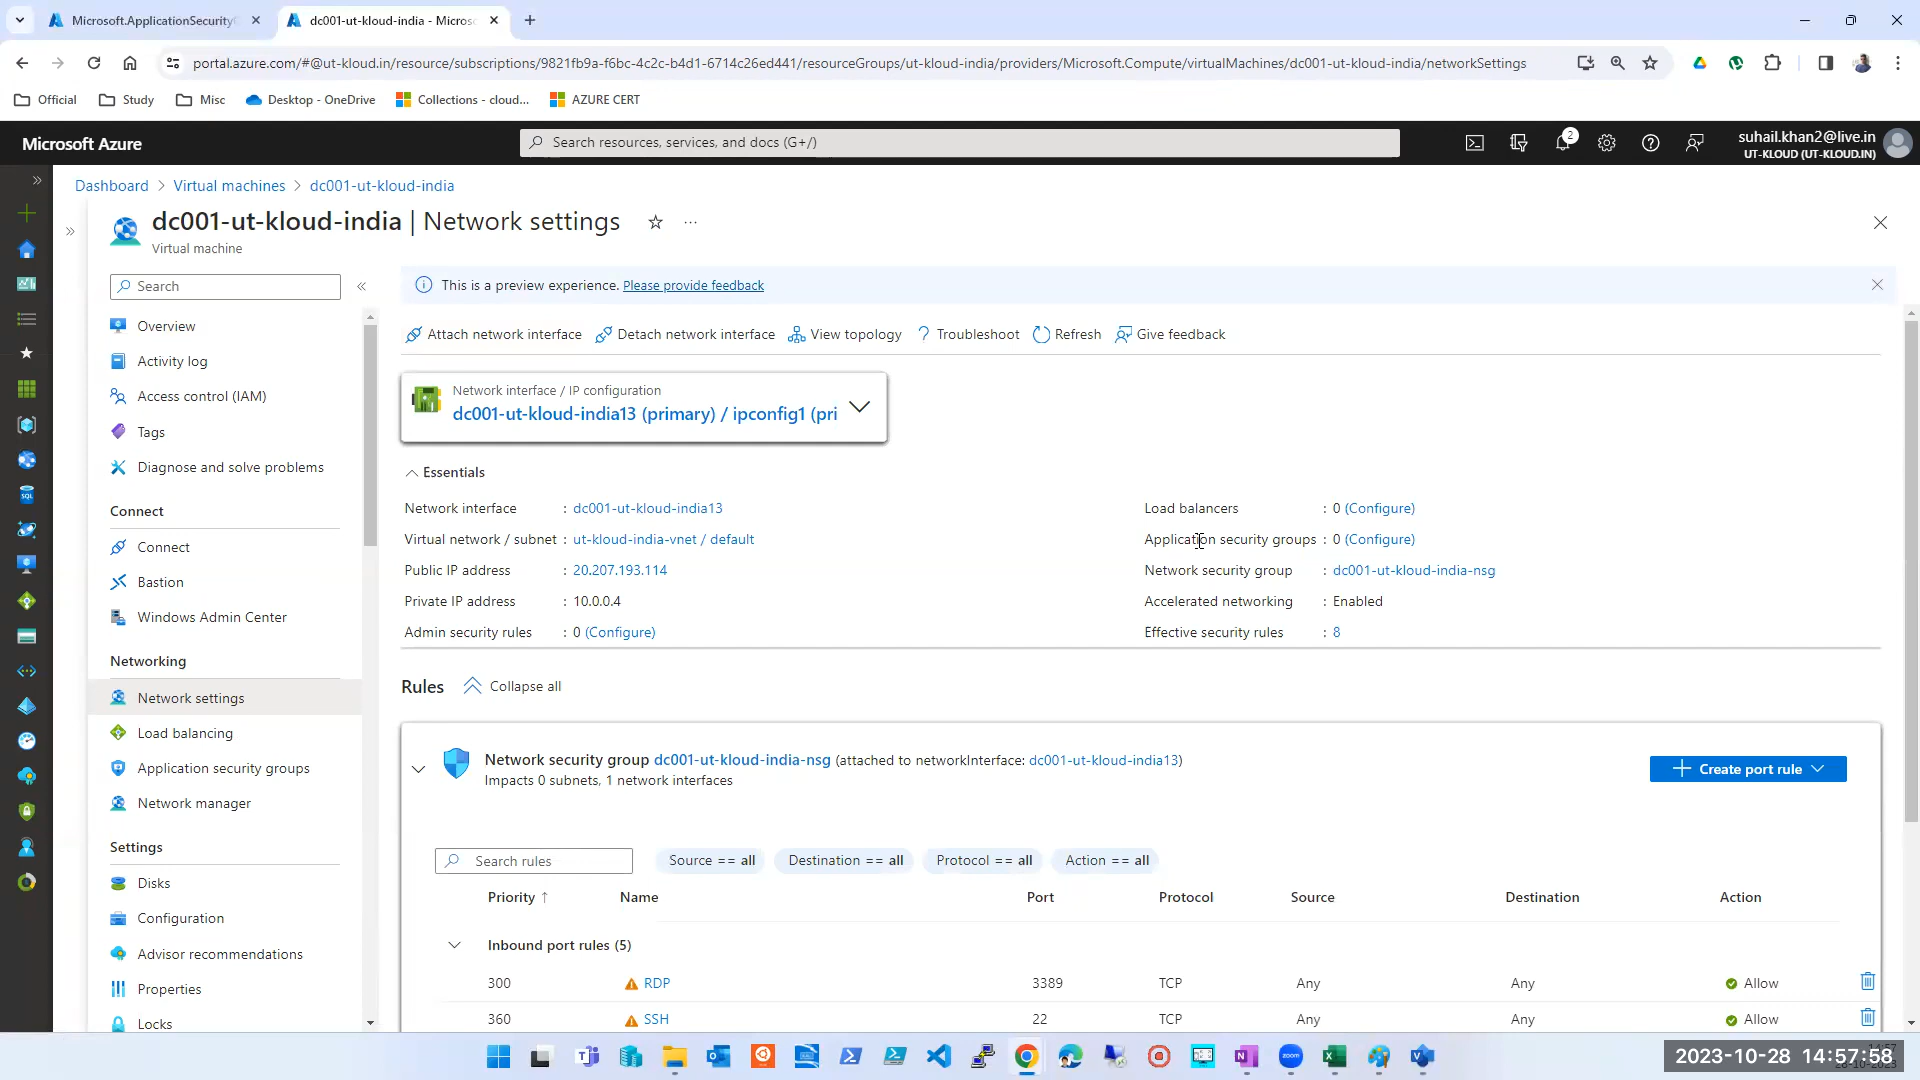 Microsoft.ApplicationSecurityG
dc001-ut-kloud-india - Microso
portal.azure.com/#@ut-kloud.in/resource/subscriptions/9821fb9a-f6bc-4c2c-b4d1-6714c26ed441/resourceGroups/ut-kloud-india/providers/Microsoft.Compute/virtualMachines/dc001-ut-kloud-india/networkSettings
Official
Study
Misc
Desktop - OneDrive
Collections - cloud...
AZURE CERT
Microsoft Azure
Search resources, services, and docs (G+/)
2
suhail.khan2@live.in
UT-KLOUD (UT-KLOUD.IN)
Dashboard > Virtual machines > dc001-ut-kloud-india
dc001-ut-kloud-india | Network settings
Virtual machine
Search
Overview
Activity log
Access control (IAM)
Tags
Diagnose and solve problems
Connect
Connect
Bastion
Windows Admin Center
Networking
Network settings
Load balancing
Application security groups
Network manager
Settings
Disks
Configuration
Advisor recommendations
Properties
Locks
This is a preview experience. Please provide feedback
Attach network interface
Detach network interface
View topology
Troubleshoot
Refresh
Give feedback
Network interface / IP configuration
dc001-ut-kloud-india13 (primary) / ipconfig1 (pri
Essentials
Network interface : dc001-ut-kloud-india13
Virtual network / subnet : ut-kloud-india-vnet / default
Public IP address : 20.207.193.114
Private IP address : 10.0.0.4
Admin security rules : 0 (Configure)
Load balancers : 0 (Configure)
Application security groups : 0 (Configure)
Network security group : dc001-ut-kloud-india-nsg
Accelerated networking : Enabled
Effective security rules : 8
Rules
Collapse all
Network security group dc001-ut-kloud-india-nsg (attached to networkInterface: dc001-ut-kloud-india13)
Impacts 0 subnets, 1 network interfaces
Create port rule
Search rules
Source == all
Destination == all
Protocol == all
Action == all
Priority ↑ Name Port Protocol Source Destination Action
Inbound port rules (5)
300 RDP 3389 TCP Any Any Allow
360 SSH 22 TCP Any Any Allow
2023-10-28 14:57:58